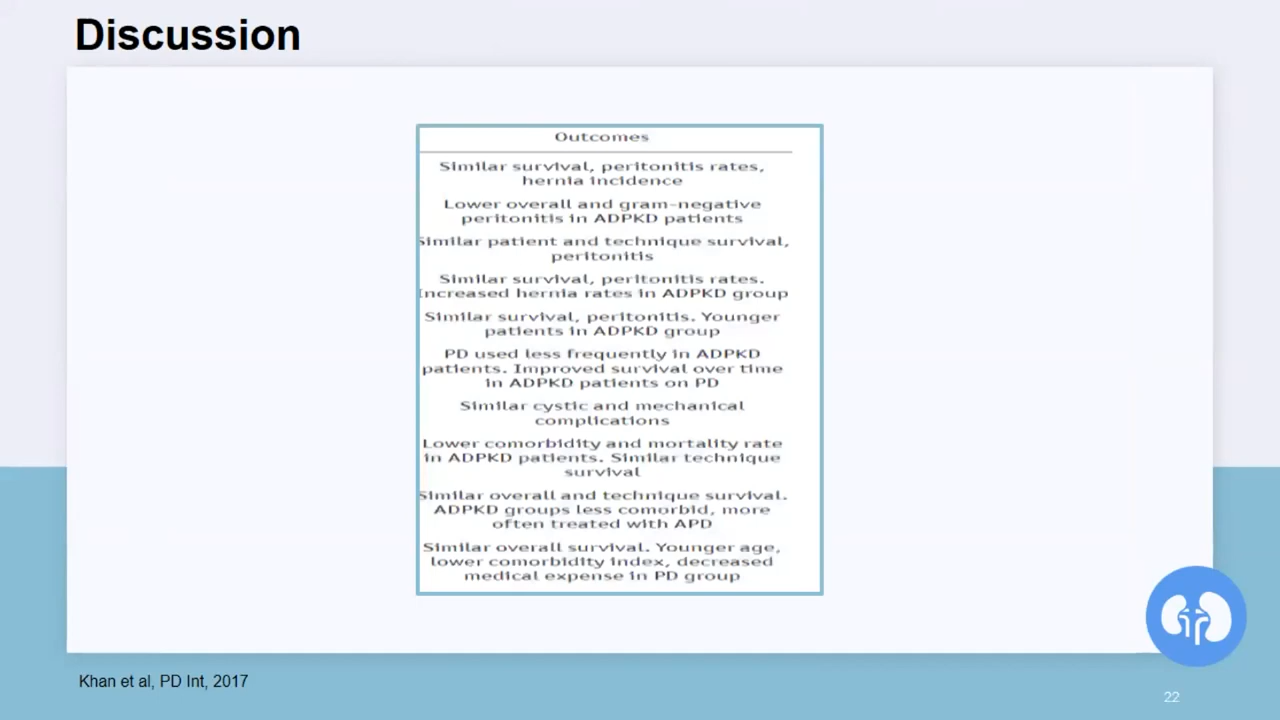 Discussion
Outcomes
Similar survival, peritonitis rates,
hernia incidence
Lower overall and gram-negative
peritonitis in ADPKD patients
Similar patient and technique survival,
peritonitis
Similar survival, peritonitis rates.
Increased hernia rates in ADPKD group
Similar survival, peritonitis. Younger
patients in ADPKD group
PD used less frequently in ADPKD
patients. Improved survival over time
in ADPKD patients on PD
Similar cystic and mechanical
complications
Lower comorbidity and mortality rate
in ADPKD patients. Similar technique
survival
Similar overall and technique survival.
ADPKD groups less comorbid, more
often treated with APD
Similar overall survival. Younger age,
lower comorbidity index, decreased
medical expense in PD group
Khan et al, PD Int, 2017
22